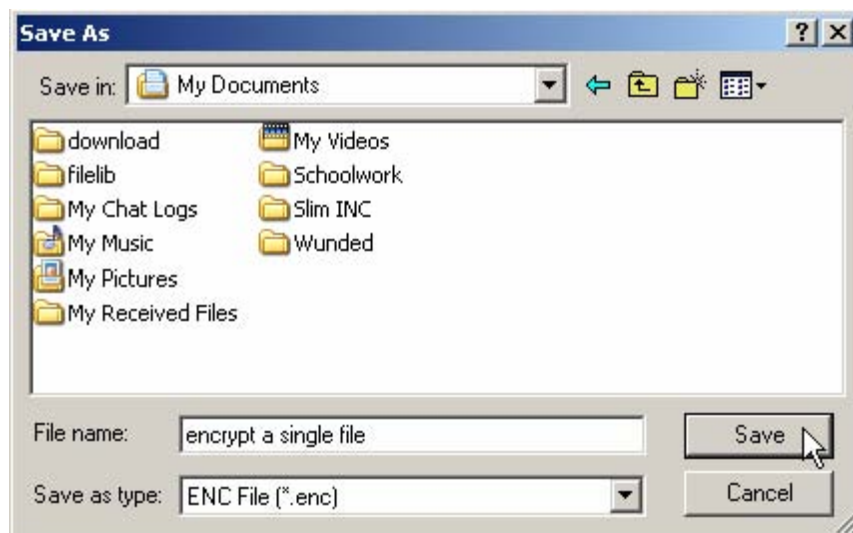 Save As
Save in: My Documents
download My Videos
filelib Schoolwork
My Chat Logs Slim INC
My Music Wunded
My Pictures
My Received Files
File name: encrypt a single file Save
Save as type: ENC File (*.enc) Cancel